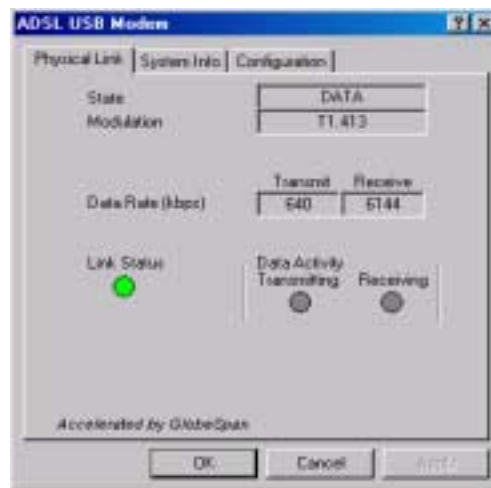 ADSL USB Modem
Physical Link System Info Configuration
State DATA
Modulation T1.413
Transmit Receive
Data Rate (kbps) 640 6144
Link Status Data Activity
Transmitting Receiving
Accelerated by GlobeSpan
OK Cancel Apply